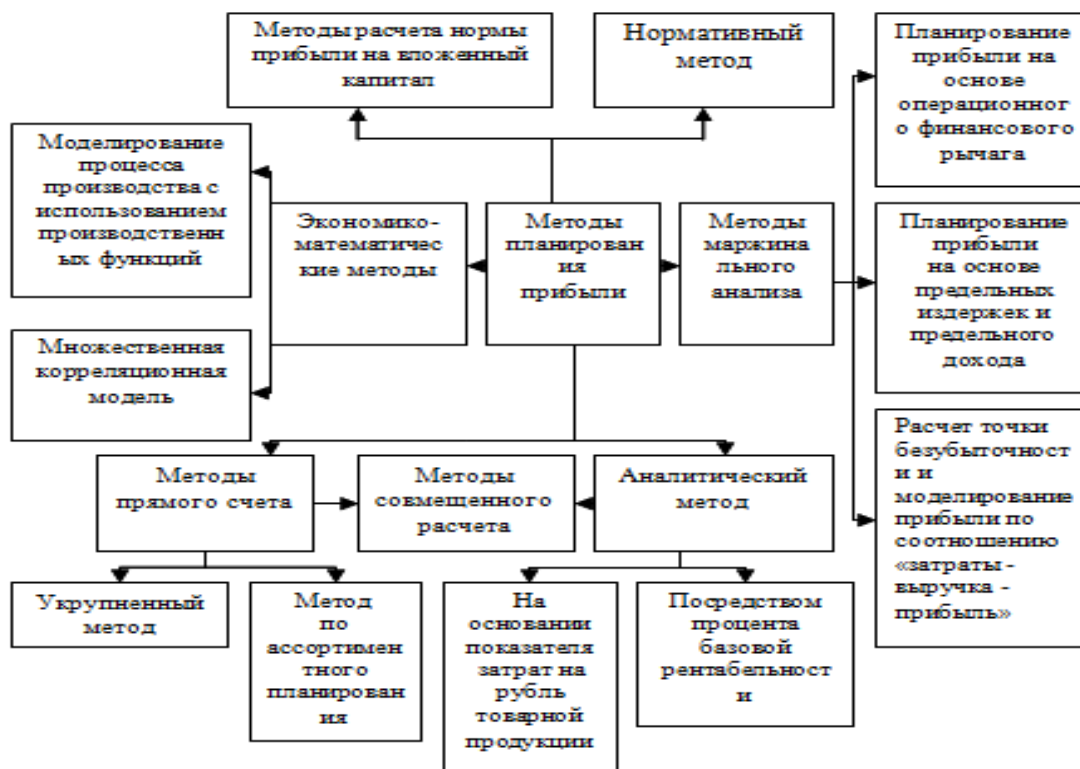 Методы расчета нормы
прибыли на вложенный
капитал
Нормативный
метод
Планирование
прибыли на
основе
операционног
о финансового
рычага
Моделирование
процесса
производства с
использованием
производственн
ых функций
Экономико-
математичес
кие методы
Методы
планирован
ия
прибыли
Методы
маржина
льного
анализа
Планирование
прибыли
на основе
предельных
издержек и
предельного
дохода
Множественная
корреляционная
модель
Методы
прямого счета
Методы
совмещенного
расчета
Аналитический
метод
Расчет точки
безубыточност
и и
моделирование
прибыли по
соотношению
«затраты -
выручка -
прибыль»
Укрупненный
метод
Метод
по
ассортимен
тного
планирован
ия
На
основании
показателя
затрат на
рубль
товарной
продукции
Посредством
процента
базовой
рентабельност
и